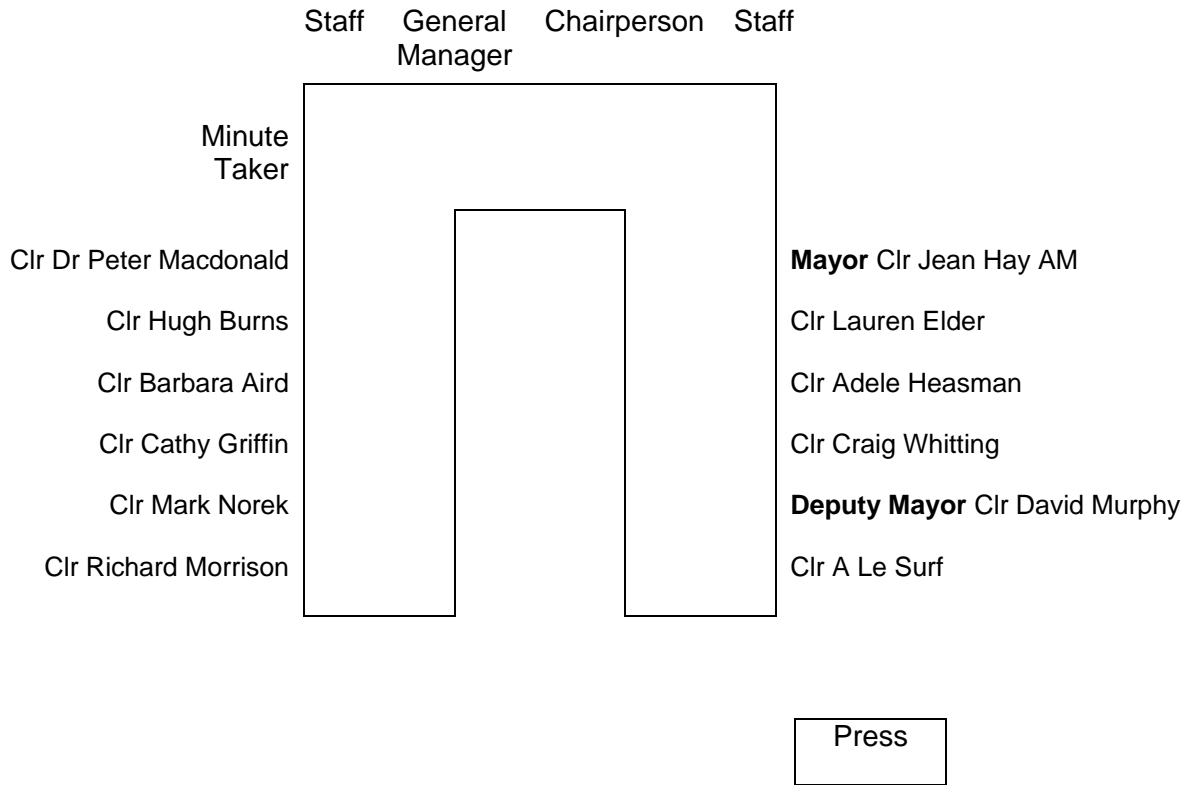 Staff General Chairperson Staff
Manager
Minute
Taker
Clr Dr Peter Macdonald Mayor Clr Jean Hay AM
Clr Hugh Burns Clr Lauren Elder
Clr Barbara Aird Clr Adele Heasman
Clr Cathy Griffin Clr Craig Whitting
Clr Mark Norek Deputy Mayor Clr David Murphy
Clr Richard Morrison Clr A Le Surf
Press